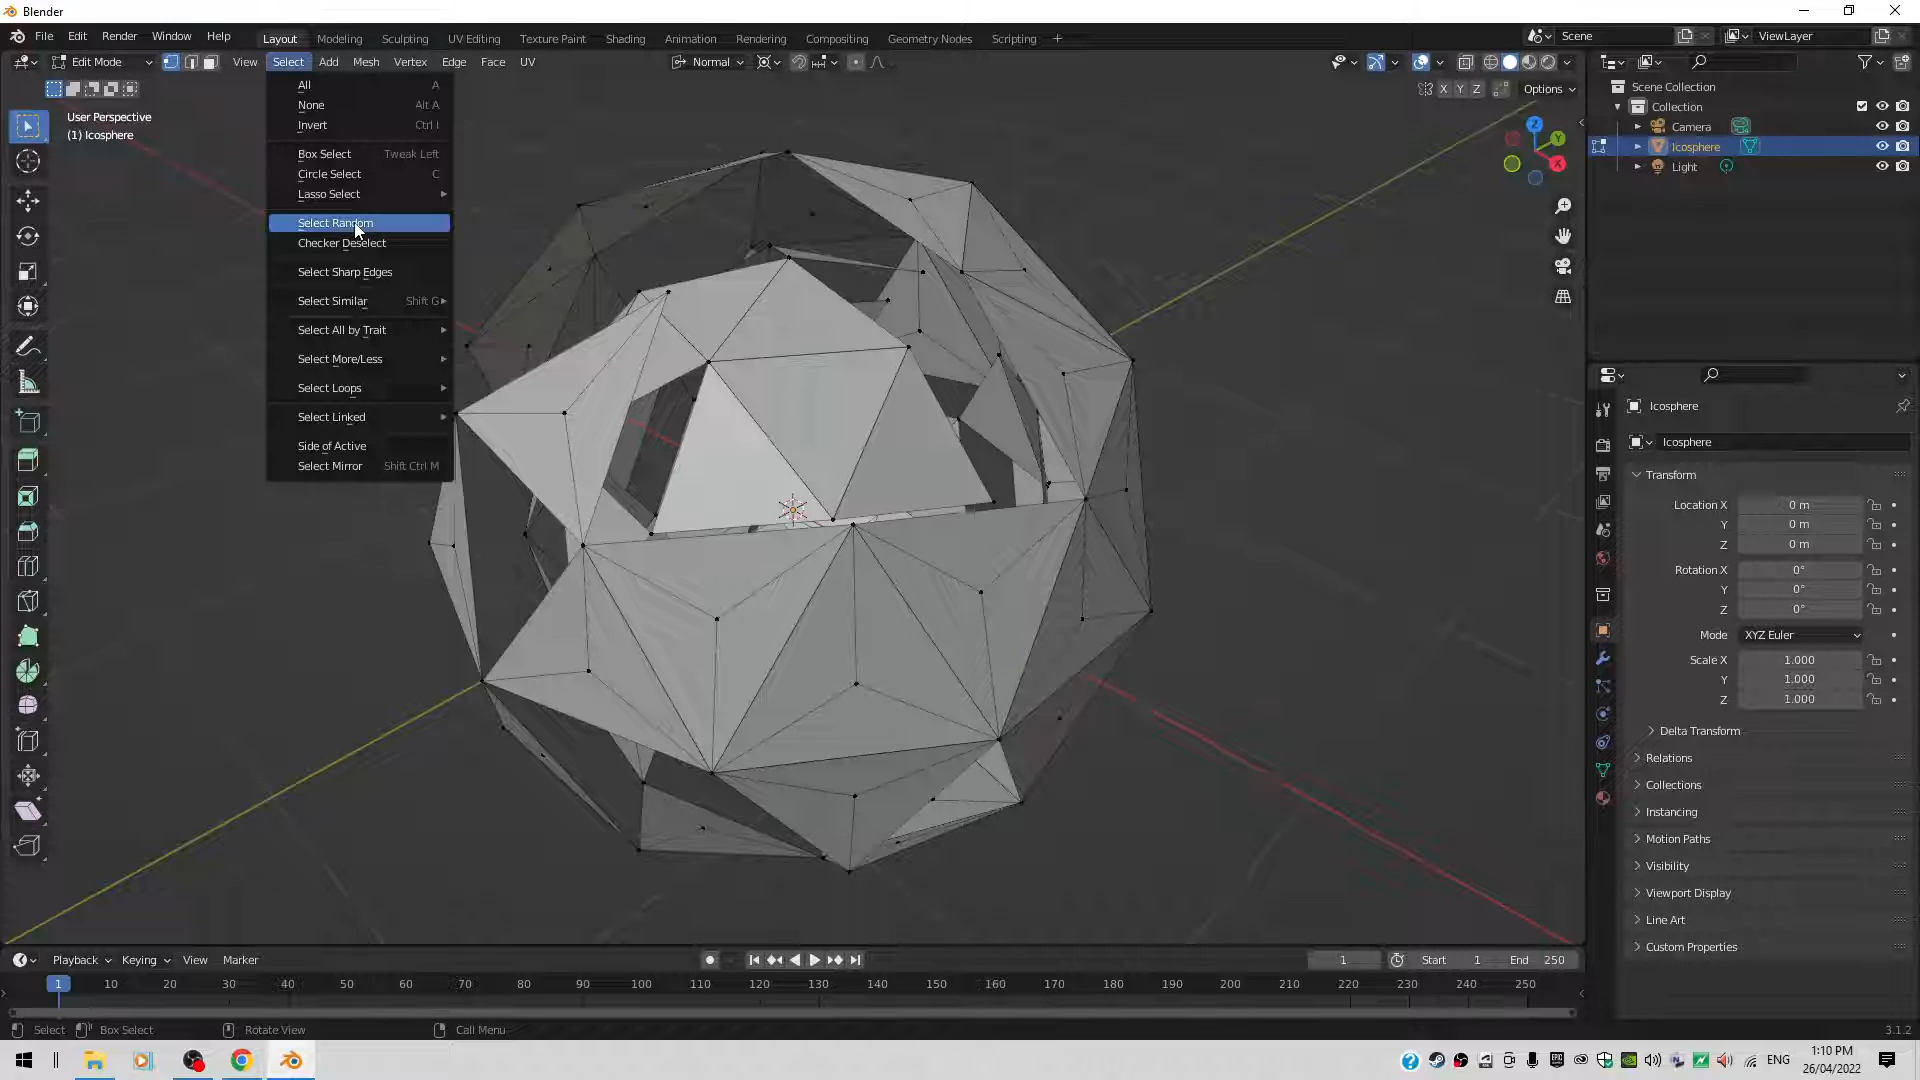 Blender
File Edit Render Window Help
Layout Modeling Sculpting UV Editing Texture Paint Shading Animation Rendering Compositing Geometry Nodes Scripting +
Scene
ViewLayer
Edit Mode
View Select Add Mesh Vertex Edge Face UV
Normal
X Y Z
Options
User Perspective
(1) Icosphere
All A
None Alt A
Invert Ctrl I
Box Select Tweak Left
Circle Select C
Lasso Select
Select Random
Checker Deselect
Select Sharp Edges
Select Similar Shift G
Select All by Trait
Select More/Less
Select Loops
Select Linked
Side of Active
Select Mirror Shift Ctrl M
Z
Y
X
Scene Collection
Collection
Camera
Icosphere
Light
Icosphere
Icosphere
Transform
Location X 0 m
Y 0 m
Z 0 m
Rotation X 0°
Y 0°
Z 0°
Mode XYZ Euler
Scale X 1.000
Y 1.000
Z 1.000
Delta Transform
Relations
Collections
Instancing
Motion Paths
Visibility
Viewport Display
Line Art
Custom Properties
Playback Keying View Marker
1 Start 1 End 250
1 10 20 30 40 50 60 70 80 90 100 110 120 130 140 150 160 170 180 190 200 210 220 230 240 250
Select Box Select Rotate View Call Menu
3.1.2
ENG
1:10 PM
26/04/2022